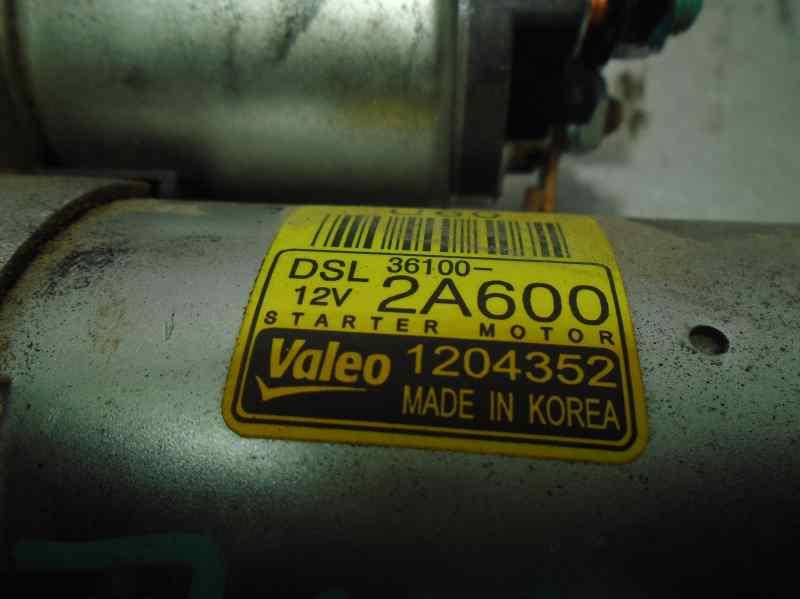 DSL 36100-
12V 2A600
STARTER MOTOR
Valeo 1204352
MADE IN KOREA